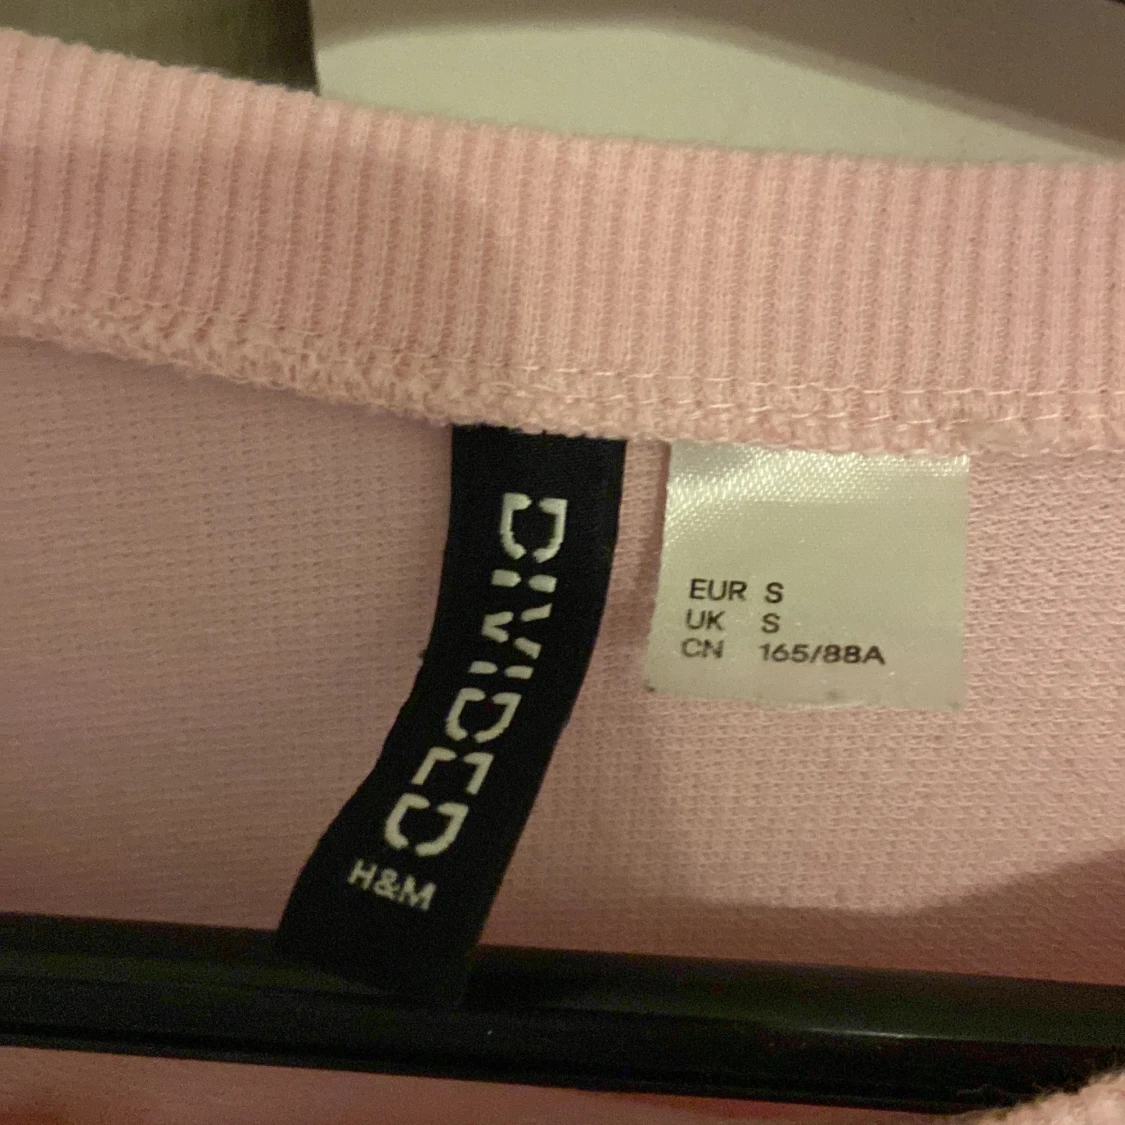 DIVIDED
H&M
EUR S
UK S
CN 165/88A